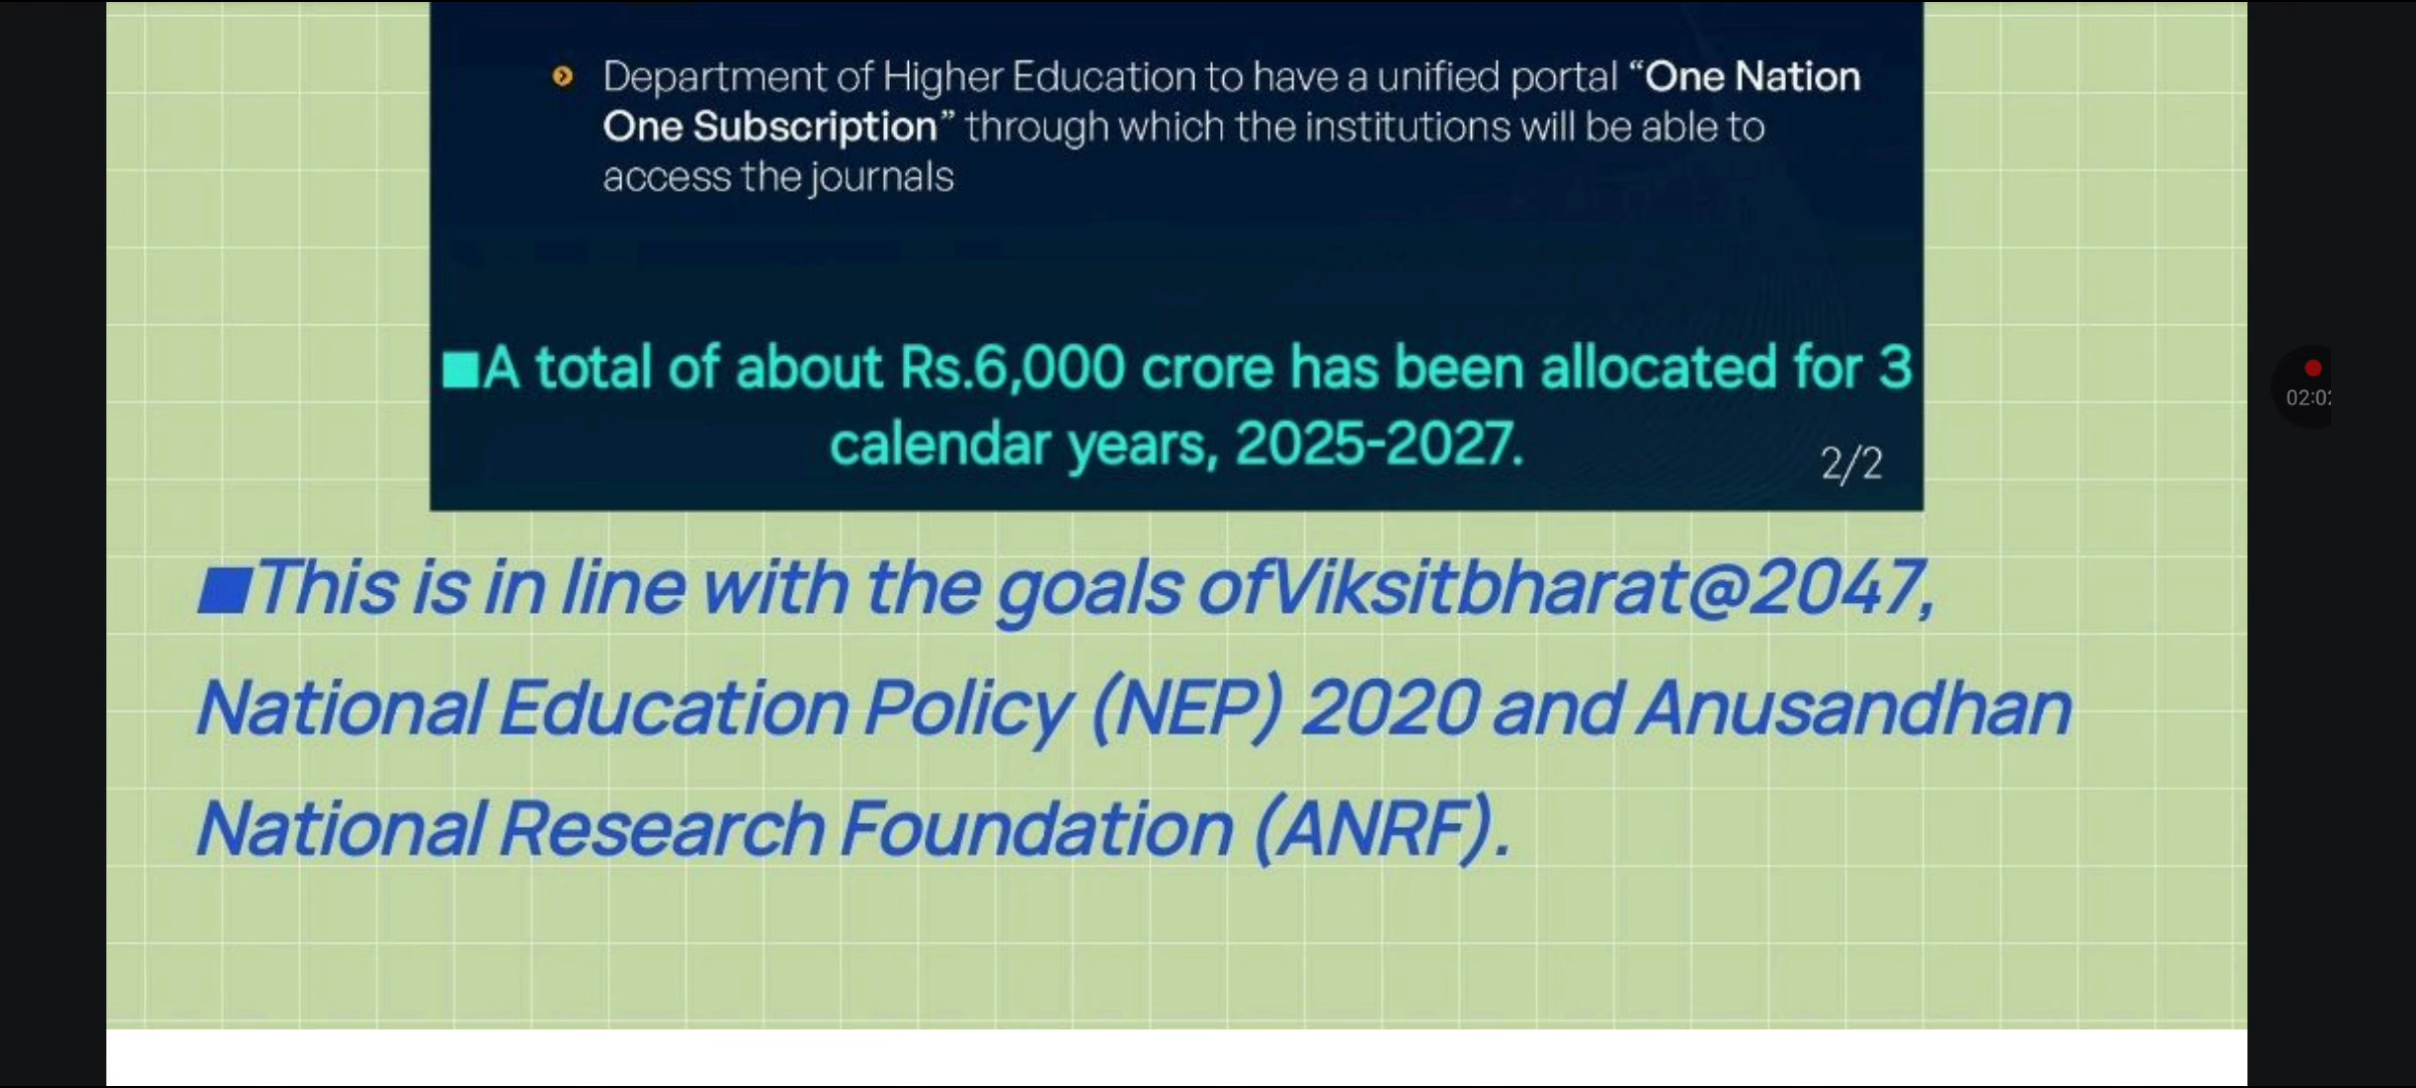 Department of Higher Education to have a unified portal “One Nation
One Subscription” through which the institutions will be able to
access the journals
■A total of about Rs.6,000 crore has been allocated for 3
calendar years, 2025-2027.
2/2
■This is in line with the goals ofViksitbharat@2047,
National Education Policy (NEP) 2020 and Anusandhan
National Research Foundation (ANRF).